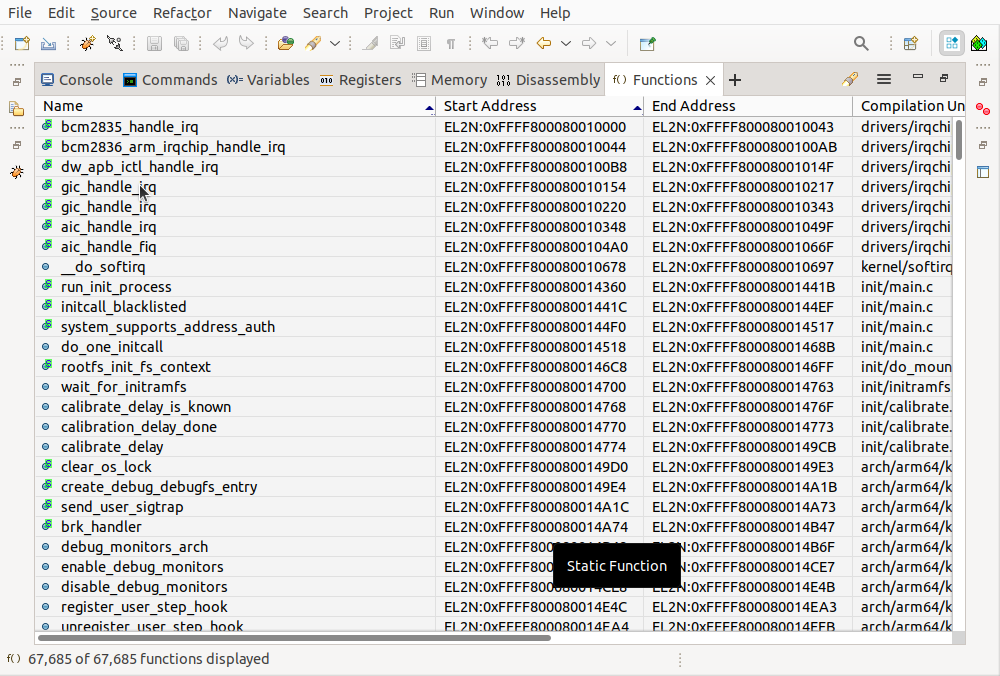 File Edit Source Refactor Navigate Search Project Run Window Help
Console Commands (x)= Variables 1010 0101 Registers Memory Disassembly f() Functions
Name Start Address End Address Compilation Un
bcm2835_handle_irq EL2N:0xFFFF800080010000 EL2N:0xFFFF800080010043 drivers/irqchi
bcm2836_arm_irqchip_handle_irq EL2N:0xFFFF800080010044 EL2N:0xFFFF8000800100AB drivers/irqchi
dw_apb_ictl_handle_irq EL2N:0xFFFF8000800100B8 EL2N:0xFFFF80008001014F drivers/irqchi
gic_handle_irq EL2N:0xFFFF800080010154 EL2N:0xFFFF800080010217 drivers/irqchi
gic_handle_irq EL2N:0xFFFF800080010220 EL2N:0xFFFF800080010343 drivers/irqchi
aic_handle_irq EL2N:0xFFFF800080010348 EL2N:0xFFFF80008001049F drivers/irqchi
aic_handle_fiq EL2N:0xFFFF8000800104A0 EL2N:0xFFFF80008001066F drivers/irqchi
__do_softirq EL2N:0xFFFF800080010678 EL2N:0xFFFF800080010697 kernel/softirq
run_init_process EL2N:0xFFFF800080014360 EL2N:0xFFFF80008001441B init/main.c
initcall_blacklisted EL2N:0xFFFF80008001441C EL2N:0xFFFF8000800144EF init/main.c
system_supports_address_auth EL2N:0xFFFF8000800144F0 EL2N:0xFFFF800080014517 init/main.c
do_one_initcall EL2N:0xFFFF800080014518 EL2N:0xFFFF80008001468B init/main.c
rootfs_init_fs_context EL2N:0xFFFF8000800146C8 EL2N:0xFFFF8000800146FF init/do_moun
wait_for_initramfs EL2N:0xFFFF800080014700 EL2N:0xFFFF800080014763 init/initramfs
calibrate_delay_is_known EL2N:0xFFFF800080014768 EL2N:0xFFFF80008001476F init/calibrate.
calibration_delay_done EL2N:0xFFFF800080014770 EL2N:0xFFFF800080014773 init/calibrate.
calibrate_delay EL2N:0xFFFF800080014774 EL2N:0xFFFF8000800149CB init/calibrate.
clear_os_lock EL2N:0xFFFF8000800149D0 EL2N:0xFFFF8000800149E3 arch/arm64/k
create_debug_debugfs_entry EL2N:0xFFFF8000800149E4 EL2N:0xFFFF800080014A1B arch/arm64/k
send_user_sigtrap EL2N:0xFFFF800080014A1C EL2N:0xFFFF800080014A73 arch/arm64/k
brk_handler EL2N:0xFFFF800080014A74 EL2N:0xFFFF800080014B47 arch/arm64/k
debug_monitors_arch EL2N:0xFFFF800080014B6F arch/arm64/k
enable_debug_monitors Static Function EL2N:0xFFFF800080014CE7 arch/arm64/k
disable_debug_monitors EL2N:0xFFFF800080014E4B arch/arm64/k
register_user_step_hook EL2N:0xFFFF800080014E4C EL2N:0xFFFF800080014EA3 arch/arm64/k
unregister_user_step_hook EL2N:0xFFFF800080014EA4 EL2N:0xFFFF800080014EFB arch/arm64/k
f() 67,685 of 67,685 functions displayed